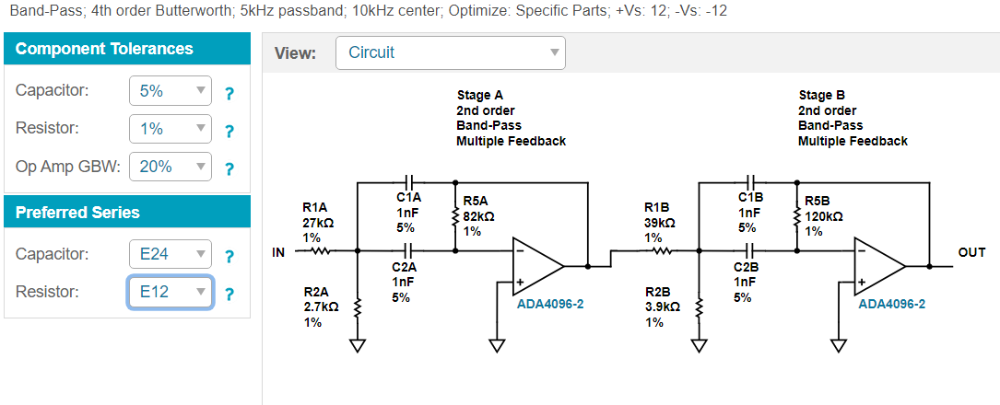 Band-Pass; 4th order Butterworth; 5kHz passband; 10kHz center; Optimize: Specific Parts; +Vs: 12; -Vs: -12
Component Tolerances
Capacitor: 5% ?
Resistor: 1% ?
Op Amp GBW: 20% ?
Preferred Series
Capacitor: E24 ?
Resistor: E12 ?
View: Circuit
Stage A
2nd order
Band-Pass
Multiple Feedback
C1A
1nF
5%
R5A
82kΩ
1%
R1A
27kΩ
1%
IN
C2A
1nF
5%
R2A
2.7kΩ
1%
−
+
ADA4096-2
Stage B
2nd order
Band-Pass
Multiple Feedback
C1B
1nF
5%
R5B
120kΩ
1%
R1B
39kΩ
1%
C2B
1nF
5%
R2B
3.9kΩ
1%
−
+
ADA4096-2
OUT